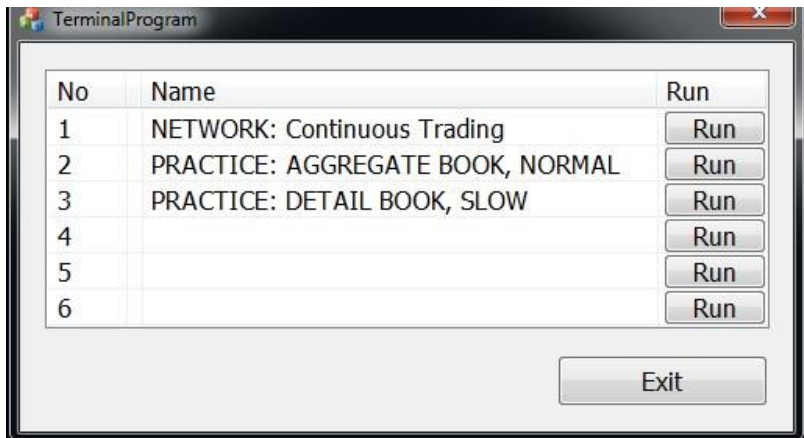 TerminalProgram
No Name Run
1 NETWORK: Continuous Trading Run
2 PRACTICE: AGGREGATE BOOK, NORMAL Run
3 PRACTICE: DETAIL BOOK, SLOW Run
4 Run
5 Run
6 Run
Exit